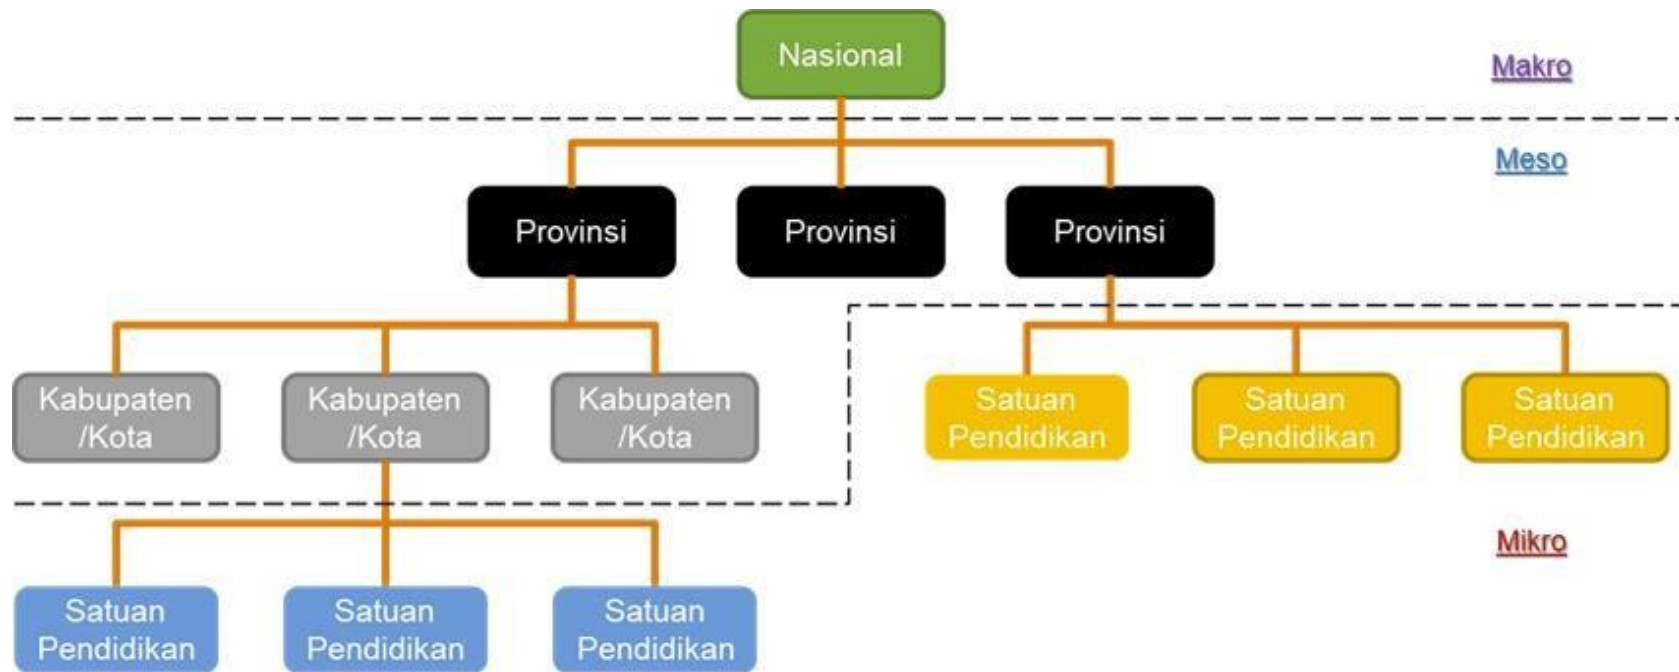 Nasional
Makro
Meso
Provinsi
Provinsi
Provinsi
Kabupaten
/Kota
Kabupaten
/Kota
Kabupaten
/Kota
Satuan
Pendidikan
Satuan
Pendidikan
Satuan
Pendidikan
Mikro
Satuan
Pendidikan
Satuan
Pendidikan
Satuan
Pendidikan